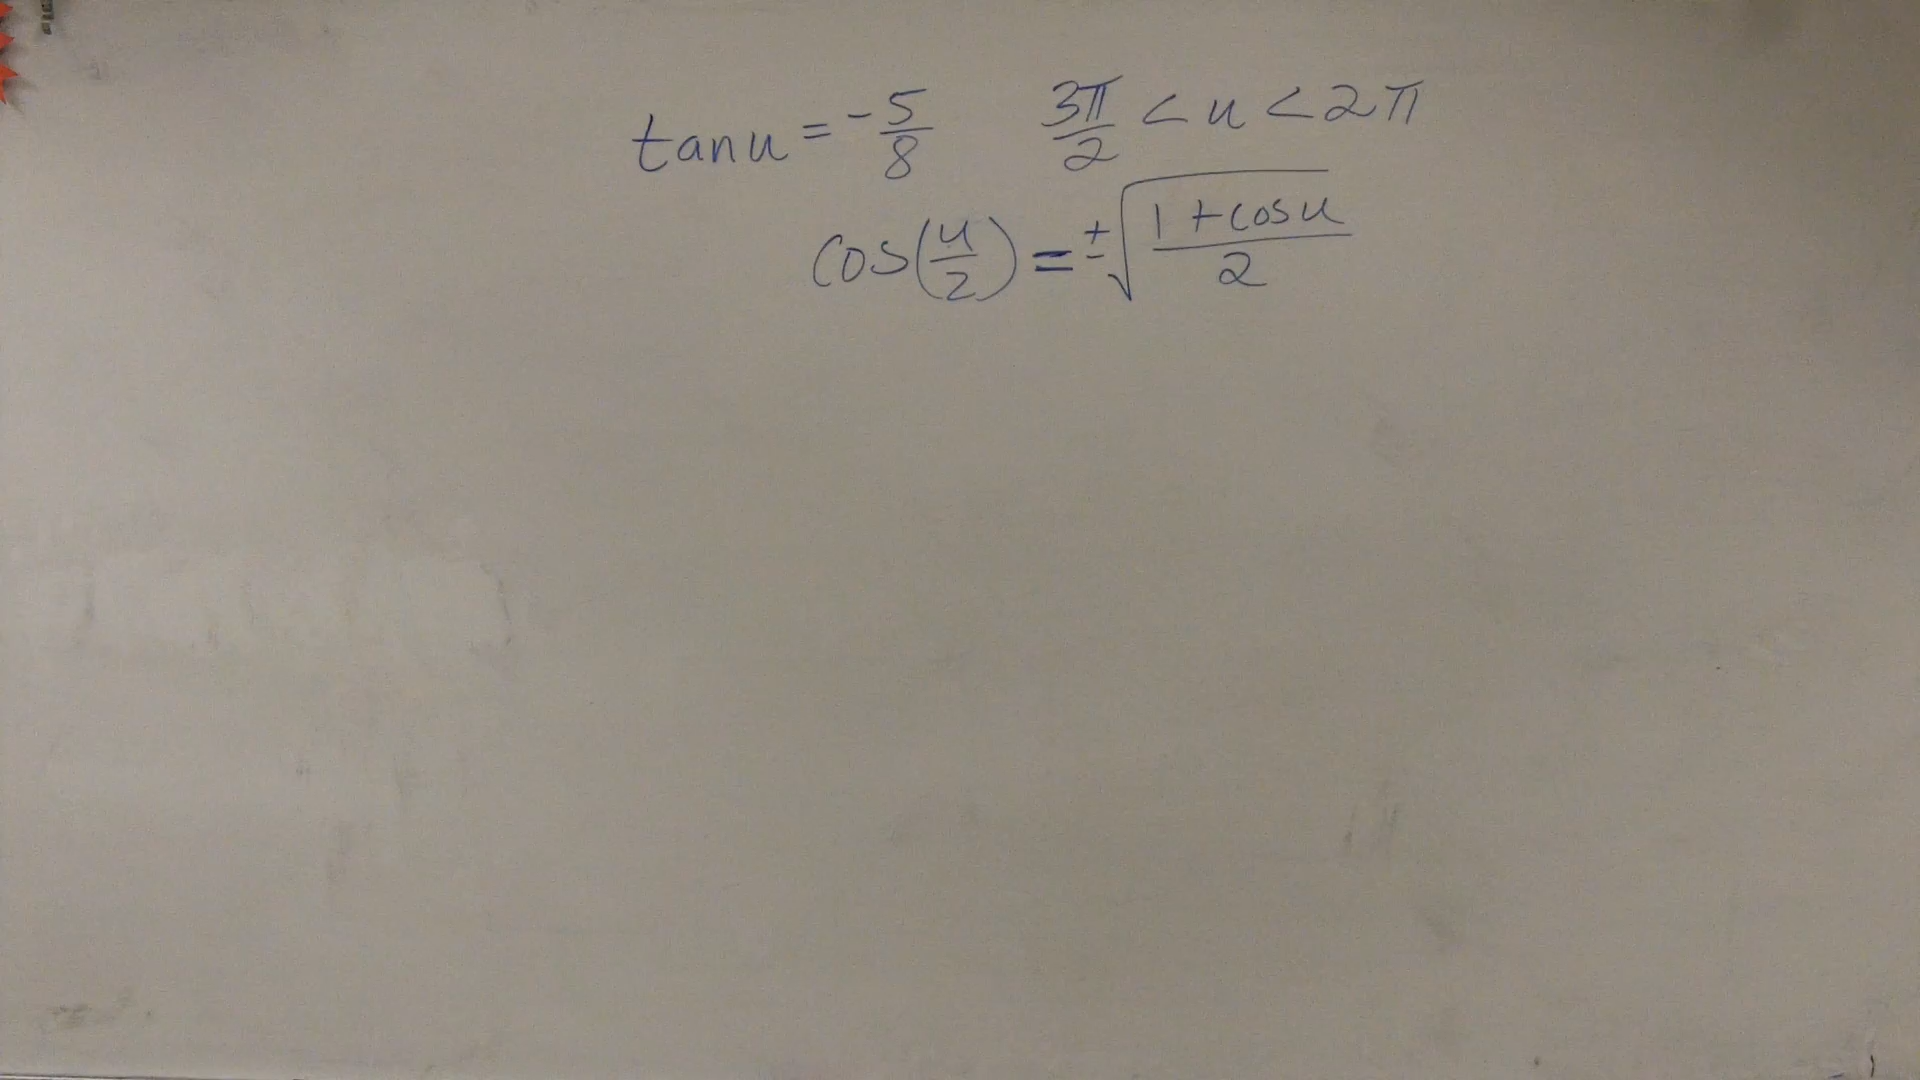 tan u = -5/8 3π/2 < u < 2π
cos(u/2) = ±√((1 + cos u)/2)